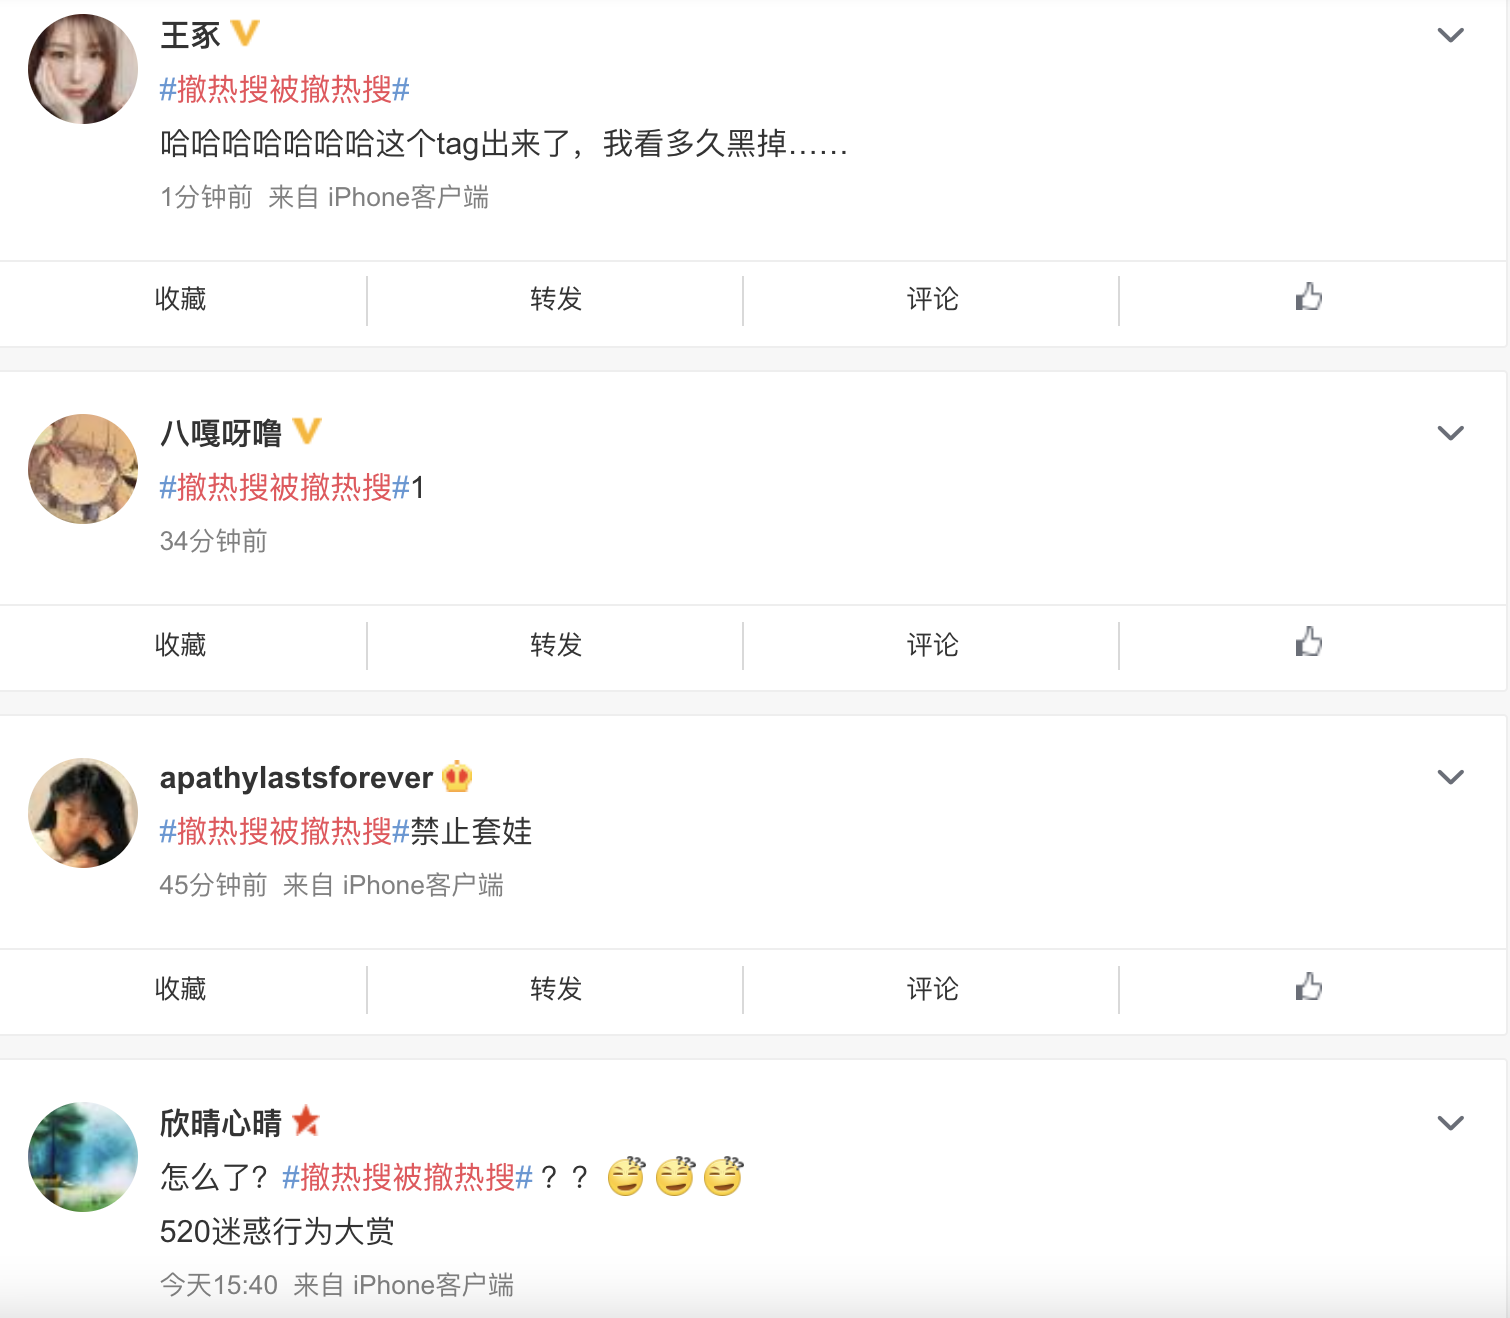 王豖
#撤热搜被撤热搜#
哈哈哈哈哈哈哈这个tag出来了，我看多久黑掉……
1分钟前 来自 iPhone客户端
收藏 转发 评论
八嘎呀噜
#撤热搜被撤热搜#1
34分钟前
收藏 转发 评论
apathylastsforever
#撤热搜被撤热搜#禁止套娃
45分钟前 来自 iPhone客户端
收藏 转发 评论
欣晴心晴
怎么了？#撤热搜被撤热搜#？？
520迷惑行为大赏
今天15:40 来自 iPhone客户端